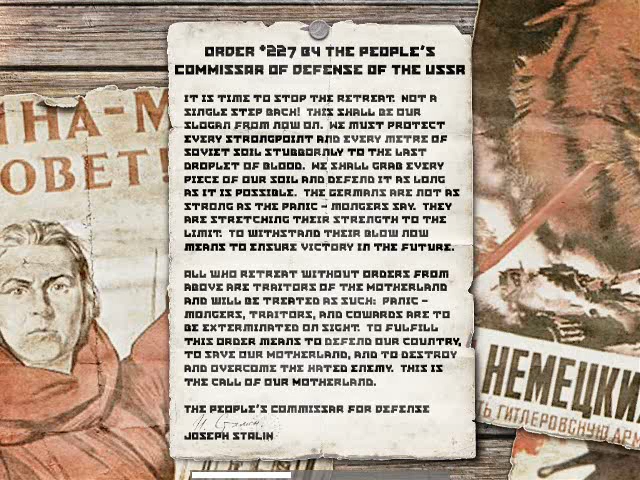 ORDER *227 BY THE PEOPLE'S
COMMISSAR OF DEFENSE OF THE USSR
IT IS TIME TO STOP THE RETREAT. NOT A
SINGLE STEP BACK! THIS SHALL BE OUR
SLOGAN FROM NOW ON. WE MUST PROTECT
EVERY STRONGPOINT AND EVERY METRE OF
SOVIET SOIL STUBBORNLY TO THE LAST
DROPLET OF BLOOD. WE SHALL GRAB EVERY
PIECE OF OUR SOIL AND DEFEND IT AS LONG
AS IT IS POSSIBLE. THE GERMANS ARE NOT AS
STRONG AS THE PANIC - MONGERS SAY. THEY
ARE STRETCHING THEIR STRENGTH TO THE
LIMIT. TO WITHSTAND THEIR BLOW NOW
MEANS TO ENSURE VICTORY IN THE FUTURE.
ALL WHO RETREAT WITHOUT ORDERS FROM
ABOVE ARE TRAITORS OF THE MOTHERLAND
AND WILL BE TREATED AS SUCH: PANIC -
MONGERS, TRAITORS, AND COWARDS ARE TO
BE EXTERMINATED ON SIGHT. TO FULFILL
THIS ORDER MEANS TO DEFEND OUR COUNTRY,
TO SAVE OUR MOTHERLAND, AND TO DESTROY
AND OVERCOME THE HATED ENEMY. THIS IS
THE CALL OF OUR MOTHERLAND.
THE PEOPLE'S COMMISSAR FOR DEFENSE
JOSEPH STALIN
ИНА-М
ОВЕТ!
НЕМЕЦКИ
ТЬ ГИТЛЕРОВСКУЮ АРМ